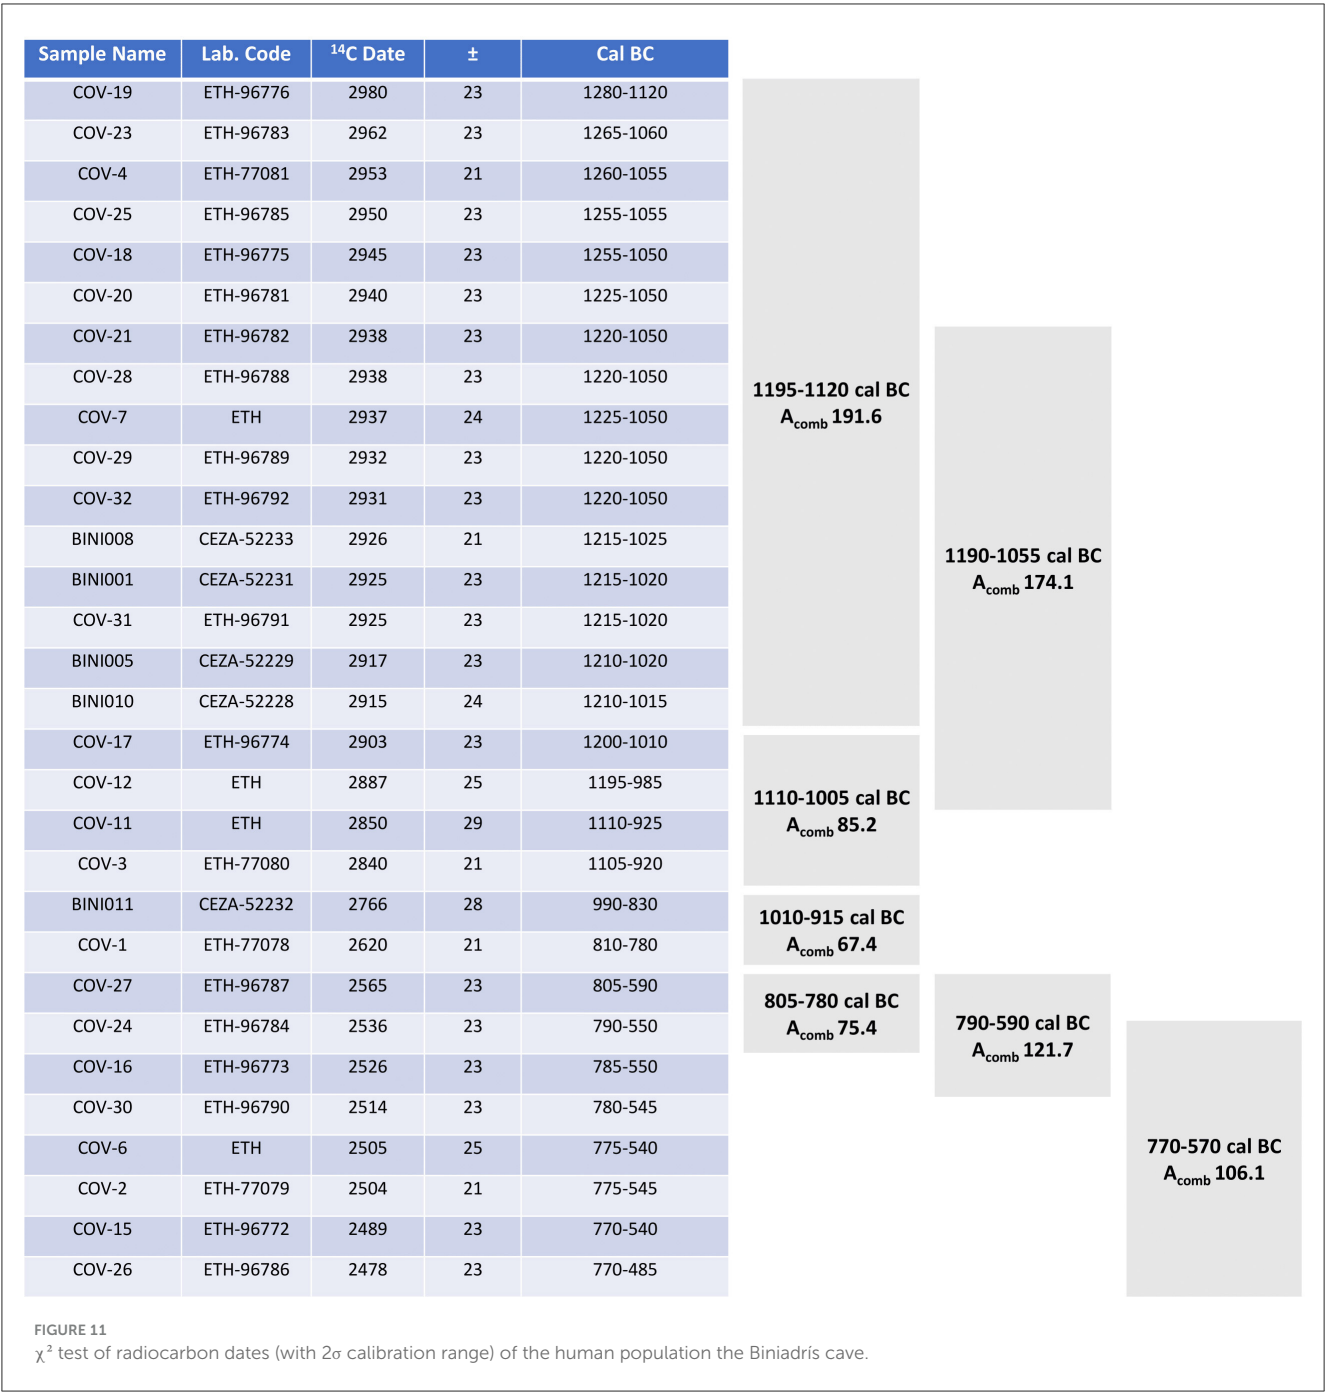 Sample Name Lab. Code ¹⁴C Date ± Cal BC
COV-19 ETH-96776 2980 23 1280-1120
COV-23 ETH-96783 2962 23 1265-1060
COV-4 ETH-77081 2953 21 1260-1055
COV-25 ETH-96785 2950 23 1255-1055
COV-18 ETH-96775 2945 23 1255-1050
COV-20 ETH-96781 2940 23 1225-1050
COV-21 ETH-96782 2938 23 1220-1050
COV-28 ETH-96788 2938 23 1220-1050
COV-7 ETH 2937 24 1225-1050
COV-29 ETH-96789 2932 23 1220-1050
COV-32 ETH-96792 2931 23 1220-1050
BINI008 CEZA-52233 2926 21 1215-1025
BINI001 CEZA-52231 2925 23 1215-1020
COV-31 ETH-96791 2925 23 1215-1020
BINI005 CEZA-52229 2917 23 1210-1020
BINI010 CEZA-52228 2915 24 1210-1015
COV-17 ETH-96774 2903 23 1200-1010
COV-12 ETH 2887 25 1195-985
COV-11 ETH 2850 29 1110-925
COV-3 ETH-77080 2840 21 1105-920
BINI011 CEZA-52232 2766 28 990-830
COV-1 ETH-77078 2620 21 810-780
COV-27 ETH-96787 2565 23 805-590
COV-24 ETH-96784 2536 23 790-550
COV-16 ETH-96773 2526 23 785-550
COV-30 ETH-96790 2514 23 780-545
COV-6 ETH 2505 25 775-540
COV-2 ETH-77079 2504 21 775-545
COV-15 ETH-96772 2489 23 770-540
COV-26 ETH-96786 2478 23 770-485
1195-1120 cal BC
Acomb 191.6
1190-1055 cal BC
Acomb 174.1
1110-1005 cal BC
Acomb 85.2
1010-915 cal BC
Acomb 67.4
805-780 cal BC
Acomb 75.4
790-590 cal BC
Acomb 121.7
770-570 cal BC
Acomb 106.1
FIGURE 11
χ² test of radiocarbon dates (with 2σ calibration range) of the human population the Biniadrís cave.